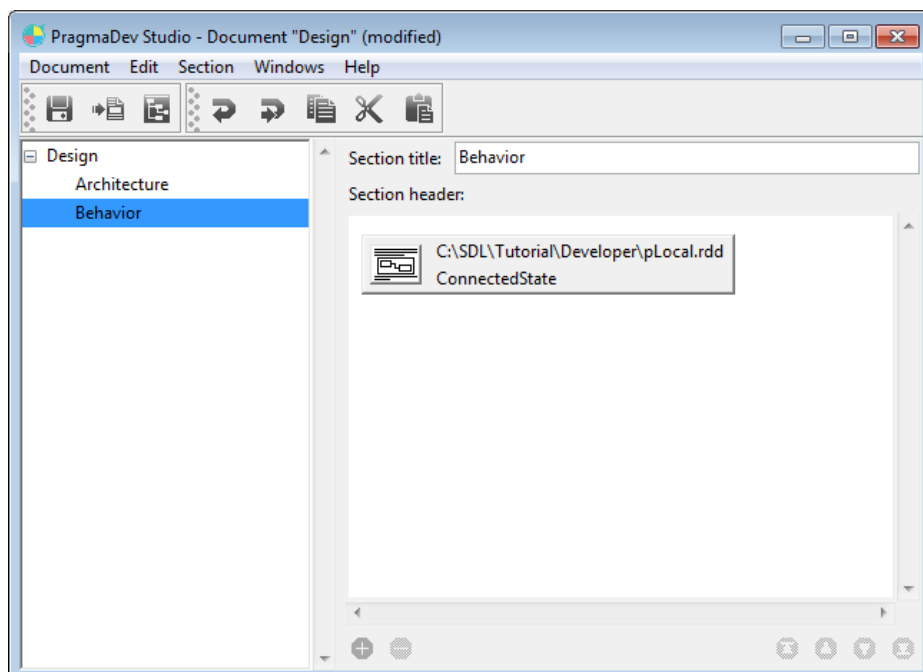 PragmaDev Studio - Document "Design" (modified)
Document Edit Section Windows Help
Design
Architecture
Behavior
Section title: Behavior
Section header:
C:\SDL\Tutorial\Developer\pLocal.rdd
ConnectedState